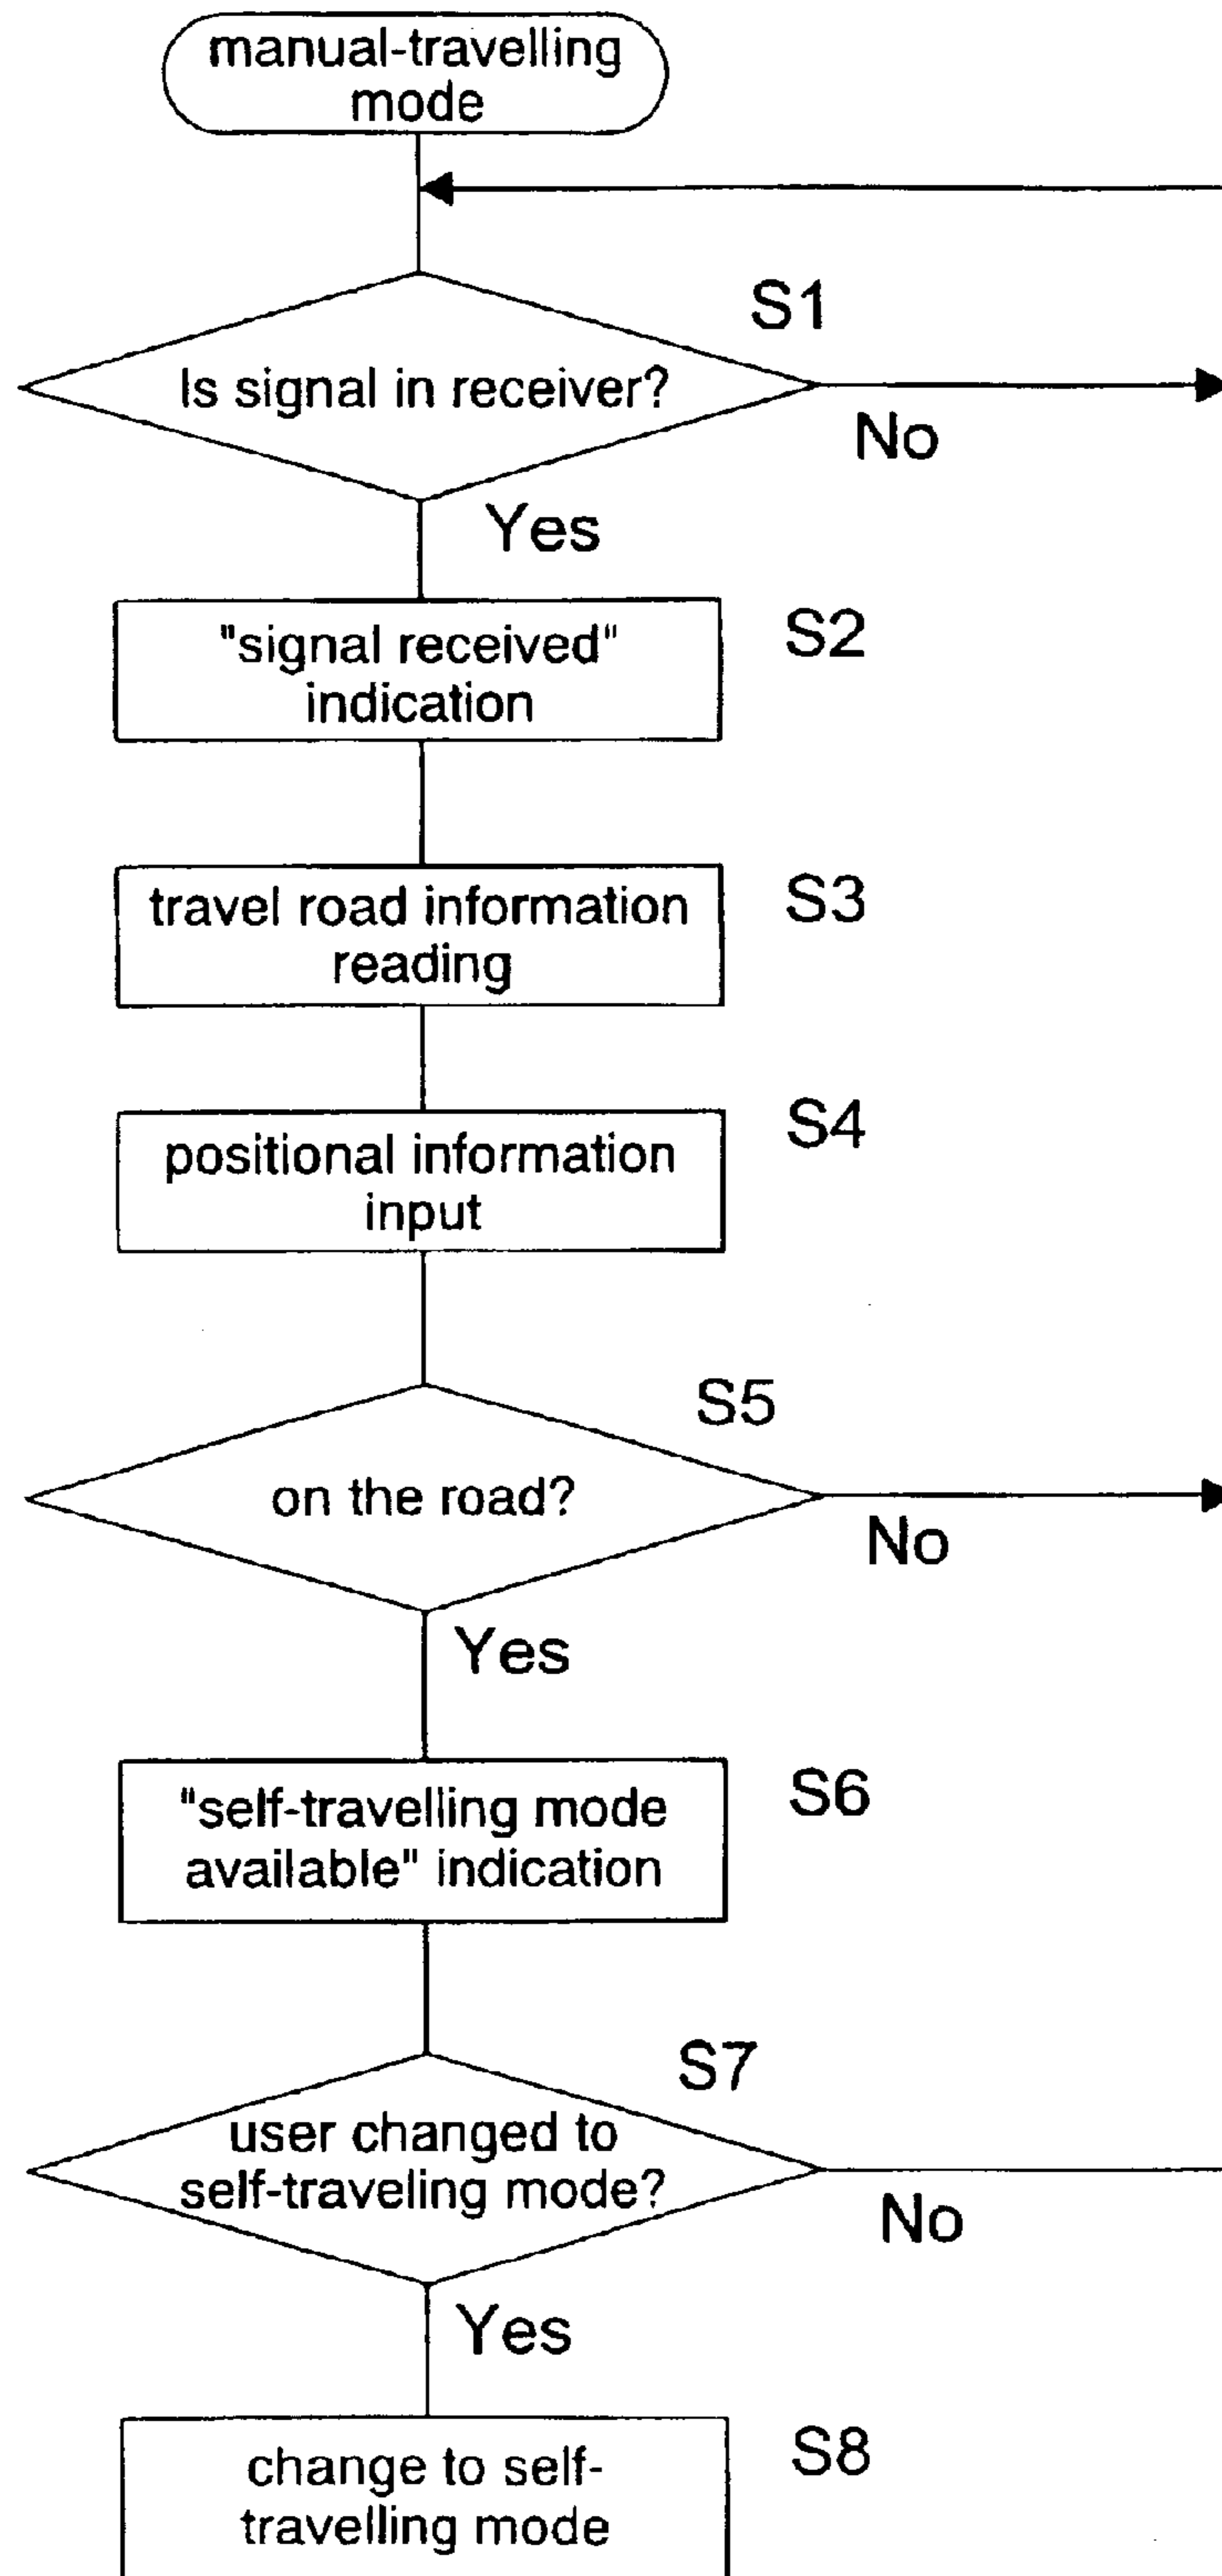 manual-travelling
mode
S1
Is signal in receiver?
No
Yes
"signal received"
indication
S2
travel road information
reading
S3
positional information
input
S4
S5
on the road?
No
Yes
"self-travelling mode
available" indication
S6
S7
user changed to
self-traveling mode?
No
Yes
change to self-
travelling mode
S8